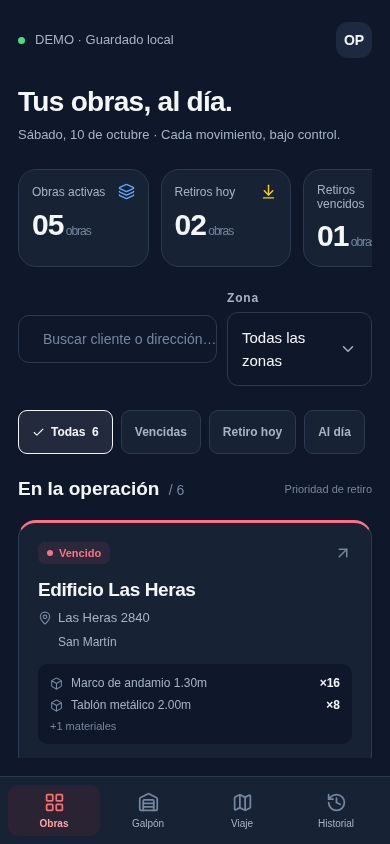 DEMO · Guardado local
OP
Tus obras, al día.
Sábado, 10 de octubre · Cada movimiento, bajo control.
Obras activas
05 obras
Retiros hoy
02 obras
Retiros vencidos
01
Zona
Buscar cliente o dirección…
Todas las zonas
Todas 6
Vencidas
Retiro hoy
Al día
En la operación / 6
Prioridad de retiro
Vencido
Edificio Las Heras
Las Heras 2840
San Martín
Marco de andamio 1.30m ×16
Tablón metálico 2.00m ×8
+1 materiales
Obras
Galpón
Viaje
Historial